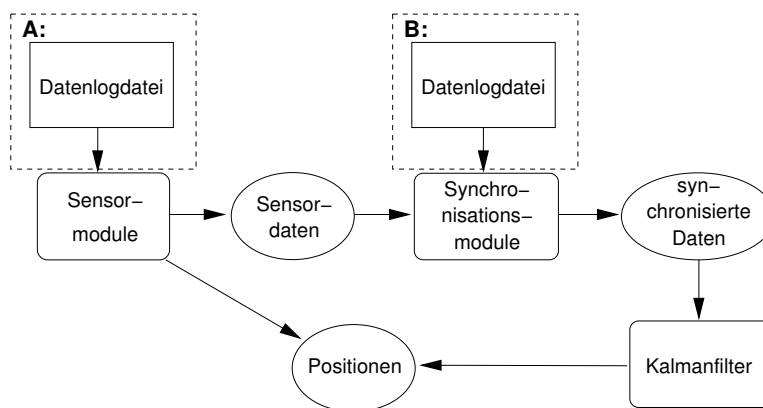 A:
Datenlogdatei
B:
Datenlogdatei
Sensor–
module
Sensor-
daten
Synchro–
nisations–
module
syn–
chronisierte
Daten
Positionen
Kalmanfilter